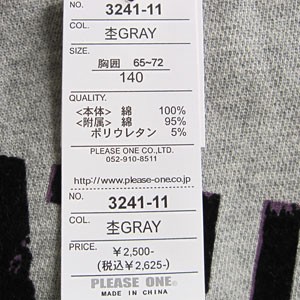 NO. 3241-11
COL. 杢GRAY
SIZE.
胸囲 65~72
140
QUALITY.
<本体> 綿 100%
<附属> 綿 95%
ポリウレタン 5%
PLEASE ONE CO.,LTD.
052-910-8511
http://www.please-one.co.jp
NO. 3241-11
COL. 杢GRAY
PRICE.
¥2,500-
(税込¥2,625-)
PLEASE ONE®
MADE IN CHINA